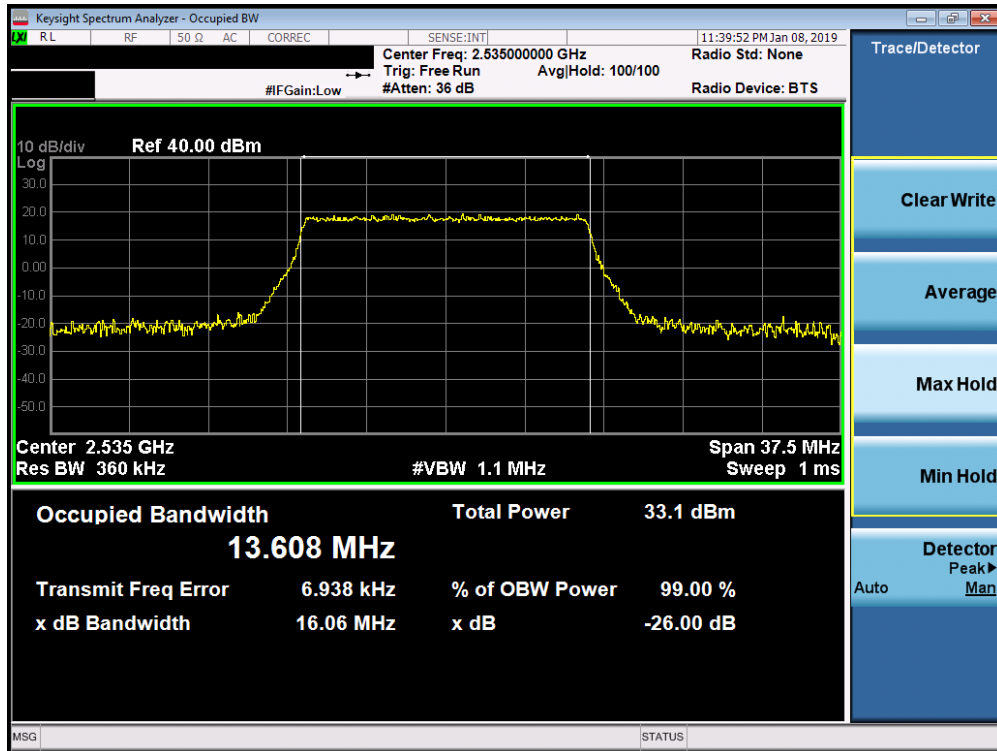 Keysight Spectrum Analyzer - Occupied BW
LXI RL RF 50 Ω AC CORREC SENSE:INT 11:39:52 PM Jan 08, 2019
Center Freq: 2.535000000 GHz Radio Std: None
Trig: Free Run Avg|Hold: 100/100
#IFGain:Low #Atten: 36 dB Radio Device: BTS
10 dB/div Ref 40.00 dBm
Log
30.0
20.0
10.0
0.00
-10.0
-20.0
-30.0
-40.0
-50.0
Center 2.535 GHz Span 37.5 MHz
Res BW 360 kHz #VBW 1.1 MHz Sweep 1 ms
Occupied Bandwidth Total Power 33.1 dBm
13.608 MHz
Transmit Freq Error 6.938 kHz % of OBW Power 99.00 %
x dB Bandwidth 16.06 MHz x dB -26.00 dB
MSG STATUS
Trace/Detector
Clear Write
Average
Max Hold
Min Hold
Detector
Peak▶
Auto Man